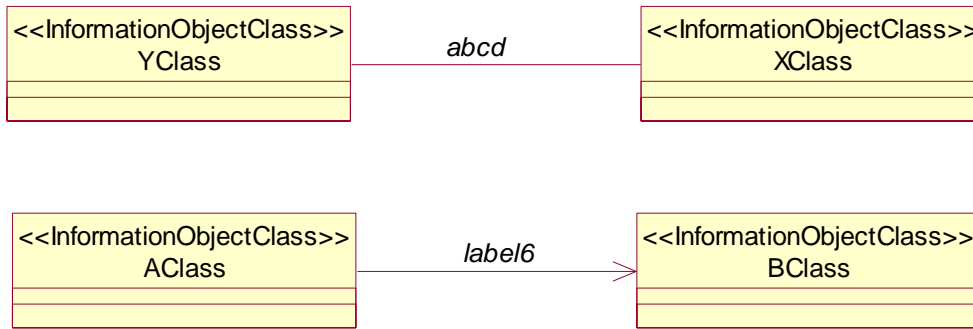 <<InformationObjectClass>>
YClass
abcd
<<InformationObjectClass>>
XClass
<<InformationObjectClass>>
AClass
label6
<<InformationObjectClass>>
BClass